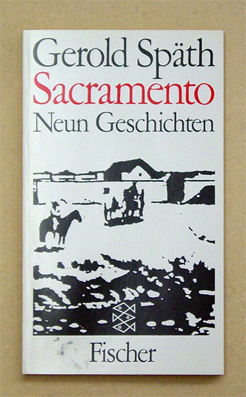 Gerold Späth
Sacramento
Neun Geschichten
Fischer